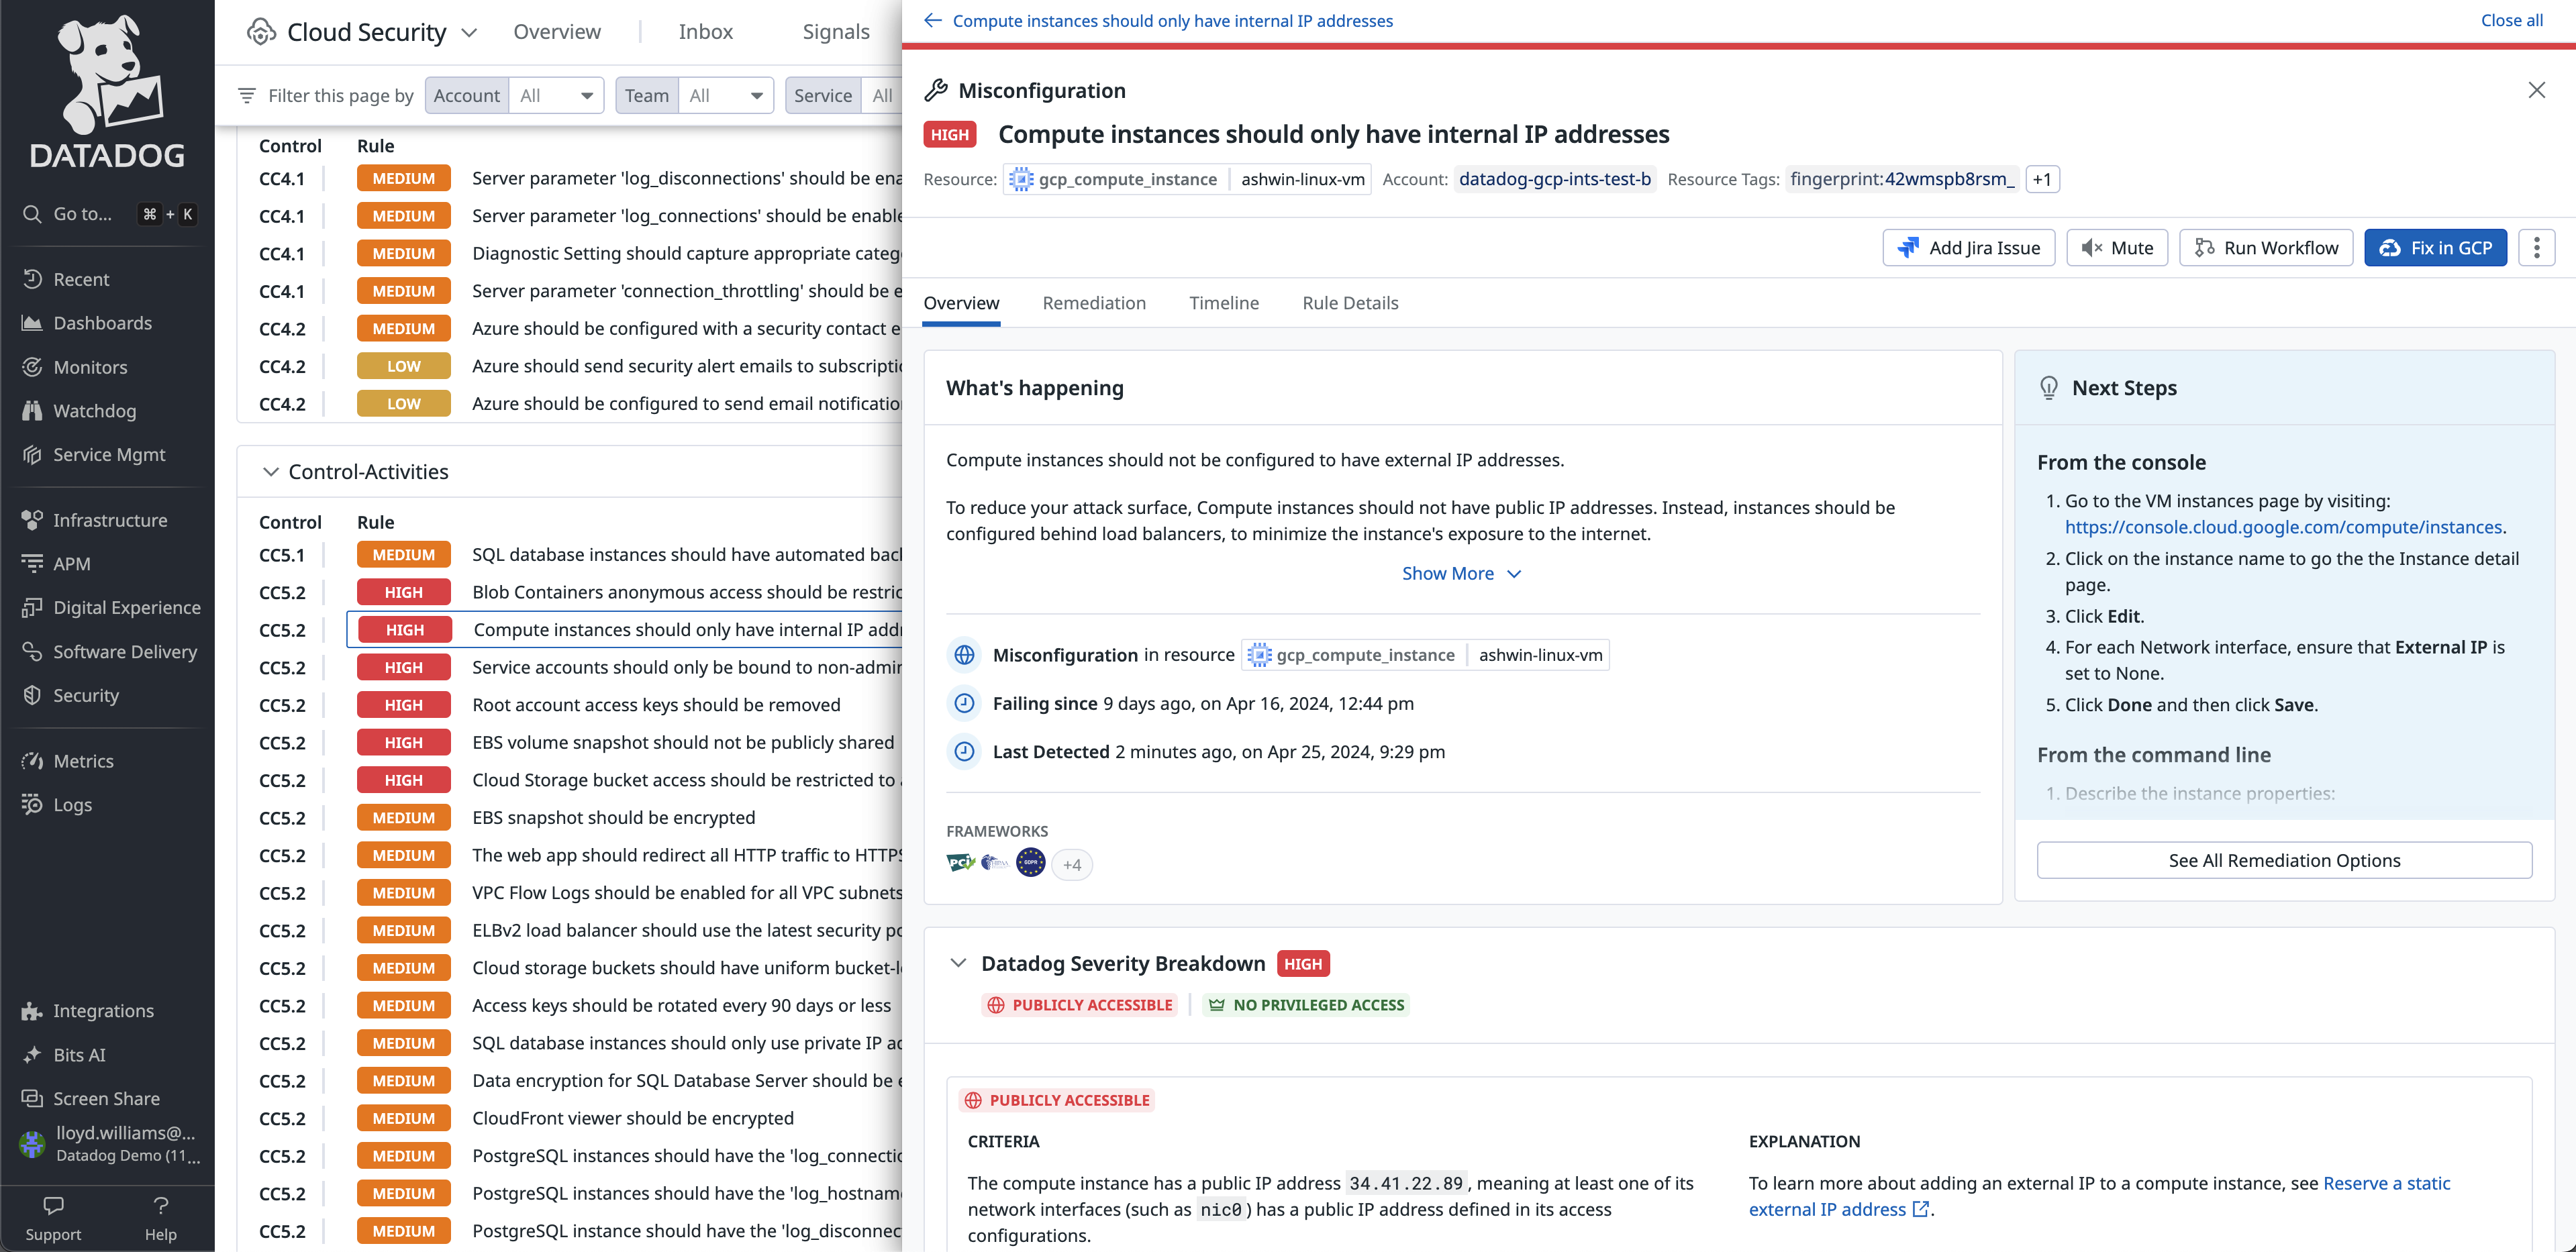 DATADOG
Go to... ⌘ + K
Recent
Dashboards
Monitors
Watchdog
Service Mgmt
Infrastructure
APM
Digital Experience
Software Delivery
Security
Metrics
Logs
Integrations
Bits AI
Screen Share
lloyd.williams@...
Datadog Demo (11...
Support
Help
Cloud Security
Overview
Inbox
Signals
Filter this page by
Account All
Team All
Service All
Control Rule
CC4.1 MEDIUM Server parameter 'log_disconnections' should be ena
CC4.1 MEDIUM Server parameter 'log_connections' should be enable
CC4.1 MEDIUM Diagnostic Setting should capture appropriate categ
CC4.1 MEDIUM Server parameter 'connection_throttling' should be e
CC4.2 MEDIUM Azure should be configured with a security contact e
CC4.2 LOW Azure should send security alert emails to subscripti
CC4.2 LOW Azure should be configured to send email notificatio
Control-Activities
Control Rule
CC5.1 MEDIUM SQL database instances should have automated bac
CC5.2 HIGH Blob Containers anonymous access should be restric
CC5.2 HIGH Compute instances should only have internal IP addr
CC5.2 HIGH Service accounts should only be bound to non-admin
CC5.2 HIGH Root account access keys should be removed
CC5.2 HIGH EBS volume snapshot should not be publicly shared
CC5.2 HIGH Cloud Storage bucket access should be restricted to
CC5.2 MEDIUM EBS snapshot should be encrypted
CC5.2 MEDIUM The web app should redirect all HTTP traffic to HTTPS
CC5.2 MEDIUM VPC Flow Logs should be enabled for all VPC subnets
CC5.2 MEDIUM ELBv2 load balancer should use the latest security po
CC5.2 MEDIUM Cloud storage buckets should have uniform bucket-l
CC5.2 MEDIUM Access keys should be rotated every 90 days or less
CC5.2 MEDIUM SQL database instances should only use private IP ad
CC5.2 MEDIUM Data encryption for SQL Database Server should be e
CC5.2 MEDIUM CloudFront viewer should be encrypted
CC5.2 MEDIUM PostgreSQL instances should have the 'log_connectio
CC5.2 MEDIUM PostgreSQL instances should have the 'log_hostnam
CC5.2 MEDIUM PostgreSQL instance should have the 'log_disconnec
Compute instances should only have internal IP addresses
Close all
Misconfiguration
HIGH Compute instances should only have internal IP addresses
Resource: gcp_compute_instance ashwin-linux-vm Account: datadog-gcp-ints-test-b Resource Tags: fingerprint:42wmspb8rsm_ +1
Add Jira Issue
Mute
Run Workflow
Fix in GCP
Overview
Remediation
Timeline
Rule Details
What's happening
Compute instances should not be configured to have external IP addresses.
To reduce your attack surface, Compute instances should not have public IP addresses. Instead, instances should be
configured behind load balancers, to minimize the instance's exposure to the internet.
Show More
Misconfiguration in resource gcp_compute_instance ashwin-linux-vm
Failing since 9 days ago, on Apr 16, 2024, 12:44 pm
Last Detected 2 minutes ago, on Apr 25, 2024, 9:29 pm
FRAMEWORKS
PCI
GDPR
+4
Next Steps
From the console
1. Go to the VM instances page by visiting:
https://console.cloud.google.com/compute/instances.
2. Click on the instance name to go the the Instance detail
page.
3. Click Edit.
4. For each Network interface, ensure that External IP is
set to None.
5. Click Done and then click Save.
From the command line
1. Describe the instance properties:
See All Remediation Options
Datadog Severity Breakdown HIGH
PUBLICLY ACCESSIBLE
NO PRIVILEGED ACCESS
PUBLICLY ACCESSIBLE
CRITERIA
The compute instance has a public IP address 34.41.22.89, meaning at least one of its
network interfaces (such as nic0) has a public IP address defined in its access
configurations.
EXPLANATION
To learn more about adding an external IP to a compute instance, see Reserve a static
external IP address.